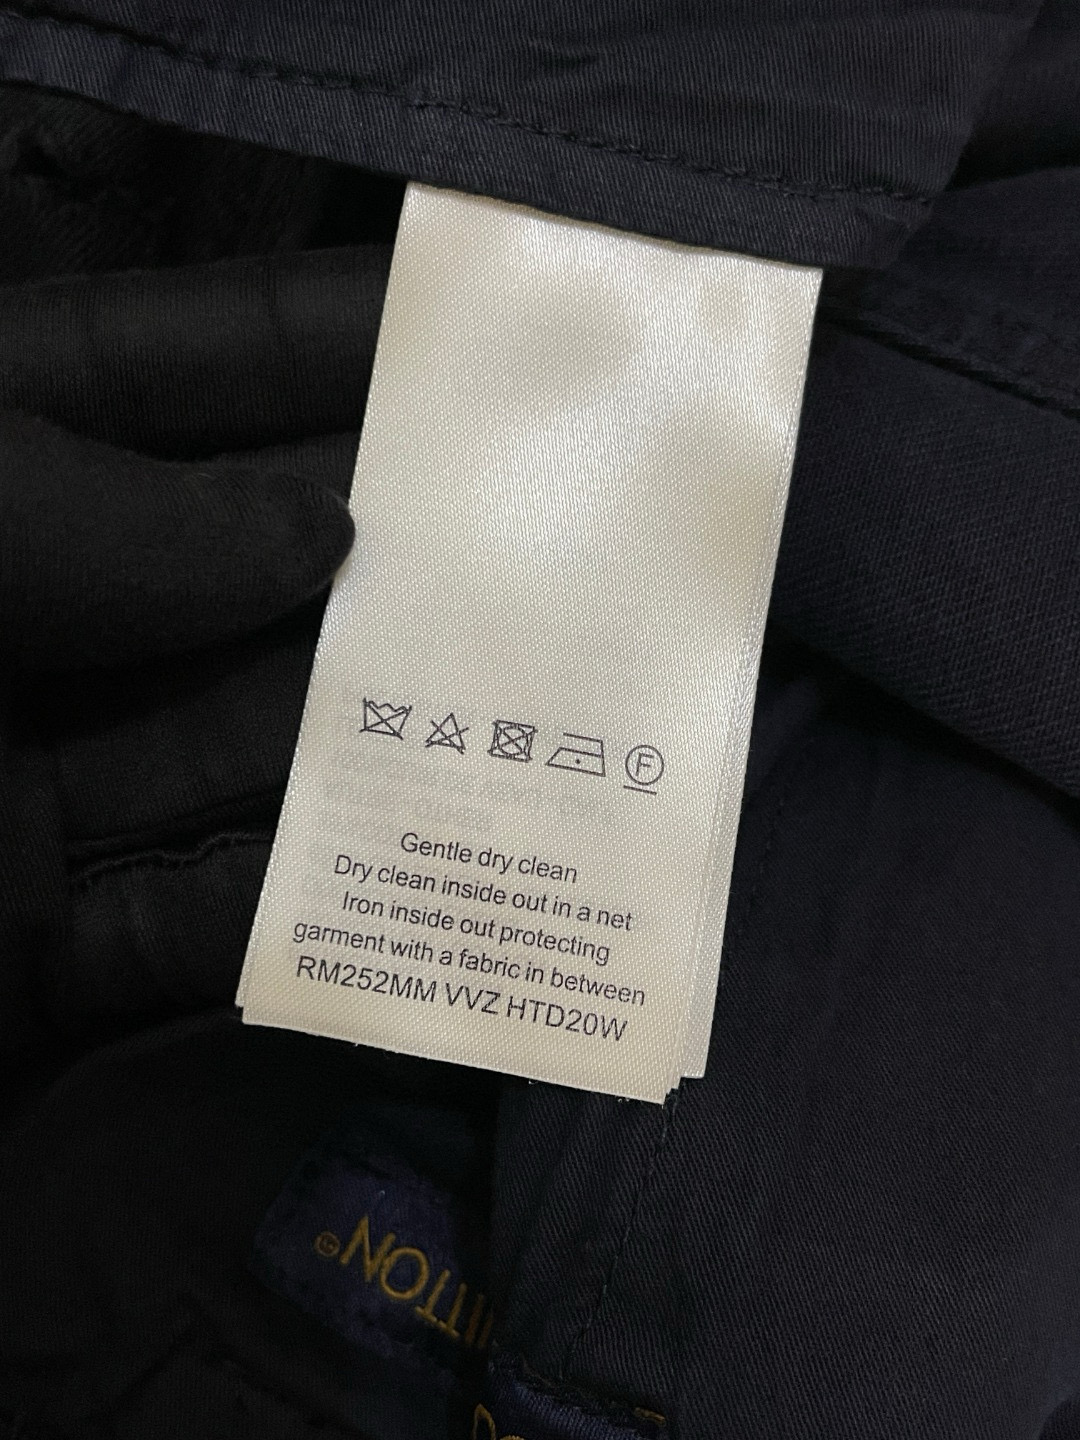 F
Gentle dry clean
Dry clean inside out in a net
Iron inside out protecting
garment with a fabric in between
RM252MM VVZ HTD20W
UITTON©